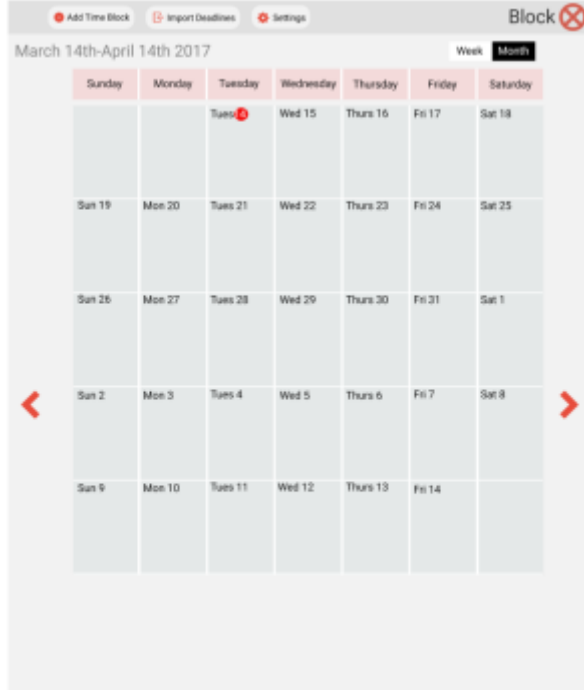 Add Time Block Import Deadlines Settings Block
March 14th-April 14th 2017 Week Month
Sunday Monday Tuesday Wednesday Thursday Friday Saturday
Tues 14 Wed 15 Thurs 16 Fri 17 Sat 18
Sun 19 Mon 20 Tues 21 Wed 22 Thurs 23 Fri 24 Sat 25
Sun 26 Mon 27 Tues 28 Wed 29 Thurs 30 Fri 31 Sat 1
Sun 2 Mon 3 Tues 4 Wed 5 Thurs 6 Fri 7 Sat 8
Sun 9 Mon 10 Tues 11 Wed 12 Thurs 13 Fri 14